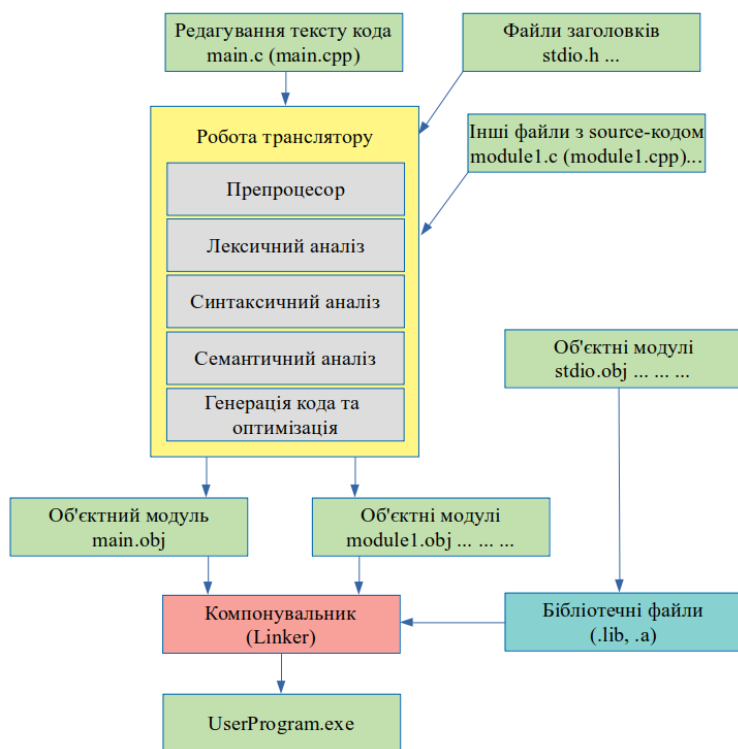 Редагування тексту кода
main.c (main.cpp)
Файли заголовків
stdio.h ...
Робота транслятору
Інші файли з source-кодом
module1.c (module1.cpp)...
Препроцесор
Лексичний аналіз
Синтаксичний аналіз
Семантичний аналіз
Генерація кода та
оптимізація
Об'єктні модулі
stdio.obj ... ... ...
Об'єктний модуль
main.obj
Об'єктні модулі
module1.obj ... ... ...
Компонувальник
(Linker)
Бібліотечні файли
(.lib, .a)
UserProgram.exe